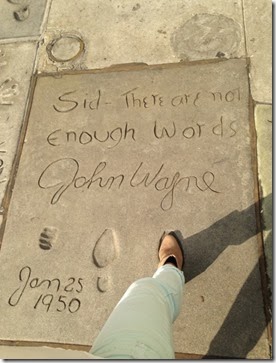 Sid - There are not
enough words
John Wayne
Jan 25
1950